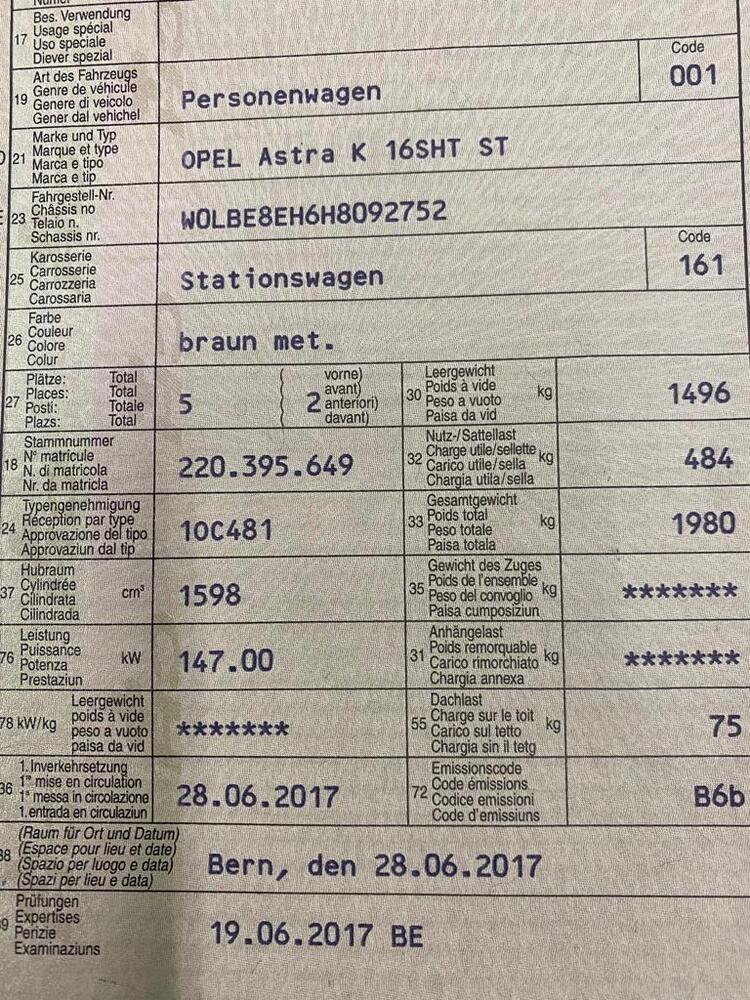 17 Bes. Verwendung
Usage spécial
Uso speciale
Diever spezial
19 Art des Fahrzeugs
Genre de véhicule
Genere di veicolo
Gener dal vehichel
Personenwagen
Code
001
21 Marke und Typ
Marque et type
Marca e tipo
Marca e tip
OPEL Astra K 16SHT ST
23 Fahrgestell-Nr.
Châssis no
Telaio n.
Schassis nr.
WOLBE8EH6H8092752
25 Karosserie
Carrosserie
Carrozzeria
Carossaria
Stationswagen
Code
161
26 Farbe
Couleur
Colore
Colur
braun met.
27 Plätze: Total
Places: Total
Posti: Totale
Plazs: Total
5
( vorne)
avant)
2 anteriori)
( davant)
30 Leergewicht
Poids à vide
Peso a vuoto
Paisa da vid
kg
1496
18 Stammnummer
N° matricule
N. di matricola
Nr. da matricla
220.395.649
32 Nutz-/Sattellast
Charge utile/sellette
Carico utile/sella
Chargia utila/sella
kg
484
24 Typengenehmigung
Réception par type
Approvazione del tipo
Approvaziun dal tip
10C481
33 Gesamtgewicht
Poids total
Peso totale
Paisa totala
kg
1980
37 Hubraum
Cylindrée
Cilindrata
Cilindrada
cm³
1598
35 Gewicht des Zuges
Poids de l'ensemble
Peso del convoglio
Paisa cumposiziun
kg
*******
76 Leistung
Puissance
Potenza
Prestaziun
kW
147.00
31 Anhängelast
Poids remorquable
Carico rimorchiato
Chargia annexa
kg
*******
78 kW/kg
Leergewicht
poids à vide
peso a vuoto
paisa da vid
*******
55 Dachlast
Charge sur le toit
Carico sul tetto
Chargia sin il tetg
kg
75
36 1. Inverkehrsetzung
1re mise en circulation
1a messa in circolazione
1. entrada en circulaziun
28.06.2017
72 Emissionscode
Code émissions
Codice emissioni
Code d'emissiuns
B6b
38 (Raum für Ort und Datum)
(Espace pour lieu et date)
(Spazio per luogo e data)
(Spazi per lieu e data)
Bern, den 28.06.2017
Prüfungen
Expertises
Perizie
Examinaziuns
19.06.2017 BE